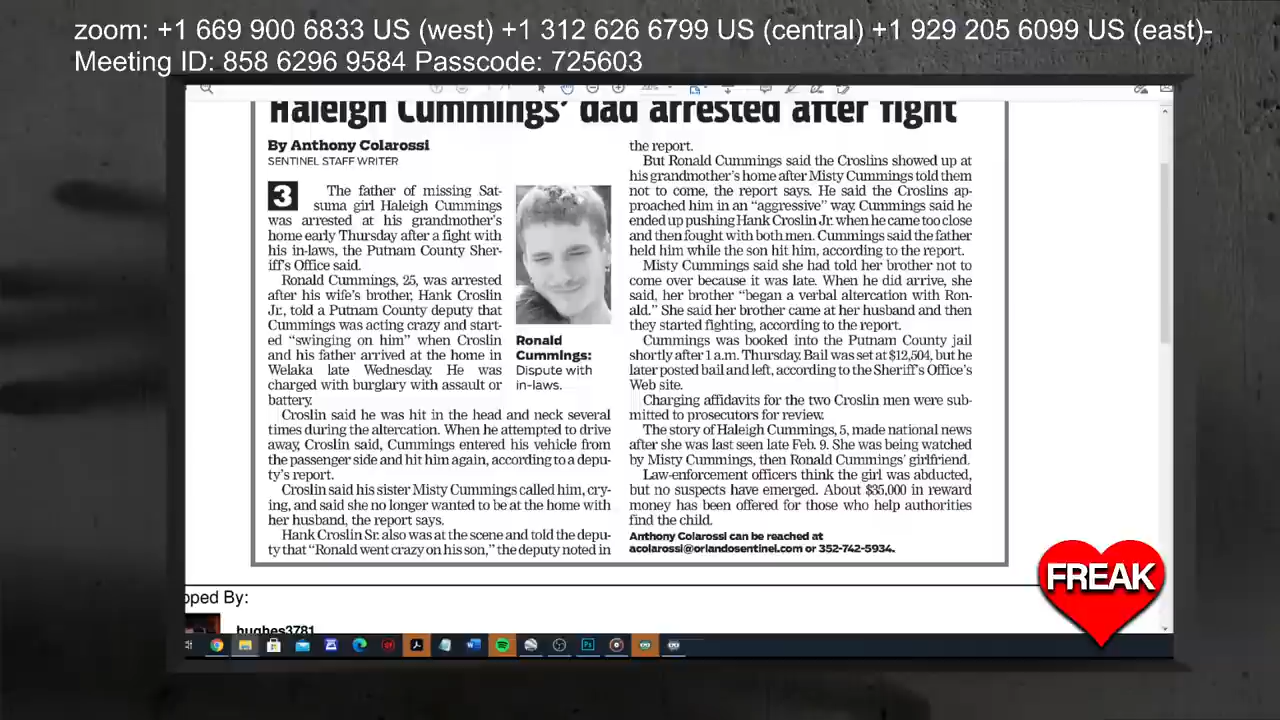 zoom: +1 669 900 6833 US (west) +1 312 626 6799 US (central) +1 929 205 6099 US (east)-
Meeting ID: 858 6296 9584 Passcode: 725603
Haleigh Cummings' dad arrested after fight
By Anthony Colarossi
SENTINEL STAFF WRITER
3 The father of missing Sat-
suma girl Haleigh Cummings
was arrested at his grandmother's
home early Thursday after a fight with
his in-laws, the Putnam County Sher-
iff's Office said.
Ronald Cummings, 25, was arrested
after his wife's brother, Hank Croslin
Jr., told a Putnam County deputy that
Cummings was acting crazy and start-
ed "swinging on him" when Croslin
and his father arrived at the home in
Welaka late Wednesday. He was
charged with burglary with assault or
battery.
Ronald
Cummings:
Dispute with
in-laws.
Croslin said he was hit in the head and neck several
times during the altercation. When he attempted to drive
away, Croslin said, Cummings entered his vehicle from
the passenger side and hit him again, according to a depu-
ty's report.
Croslin said his sister Misty Cummings called him, cry-
ing, and said she no longer wanted to be at the home with
her husband, the report says.
Hank Croslin Sr. also was at the scene and told the depu-
ty that "Ronald went crazy on his son," the deputy noted in
the report.
But Ronald Cummings said the Croslins showed up at
his grandmother's home after Misty Cummings told them
not to come, the report says. He said the Croslins ap-
proached him in an "aggressive" way. Cummings said he
ended up pushing Hank Croslin Jr. when he came too close
and then fought with both men. Cummings said the father
held him while the son hit him, according to the report.
Misty Cummings said she had told her brother not to
come over because it was late. When he did arrive, she
said, her brother "began a verbal altercation with Ron-
ald." She said her brother came at her husband and then
they started fighting, according to the report.
Cummings was booked into the Putnam County jail
shortly after 1 a.m. Thursday. Bail was set at $12,504, but he
later posted bail and left, according to the Sheriff's Office's
Web site.
Charging affidavits for the two Croslin men were sub-
mitted to prosecutors for review.
The story of Haleigh Cummings, 5, made national news
after she was last seen late Feb. 9. She was being watched
by Misty Cummings, then Ronald Cummings' girlfriend.
Law-enforcement officers think the girl was abducted,
but no suspects have emerged. About $35,000 in reward
money has been offered for those who help authorities
find the child.
Anthony Colarossi can be reached at
acolarossi@orlandosentinel.com or 352-742-5934.
FREAK
pped By:
hughes3781